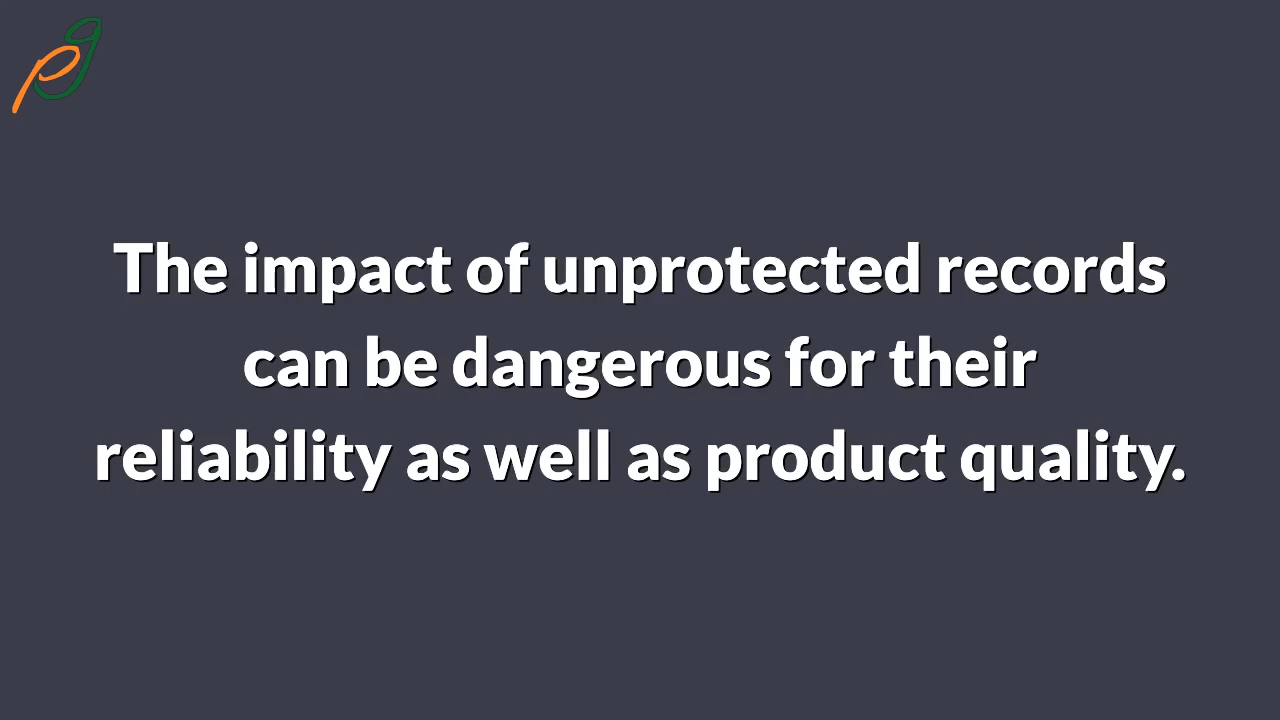 The impact of unprotected records
can be dangerous for their
reliability as well as product quality.